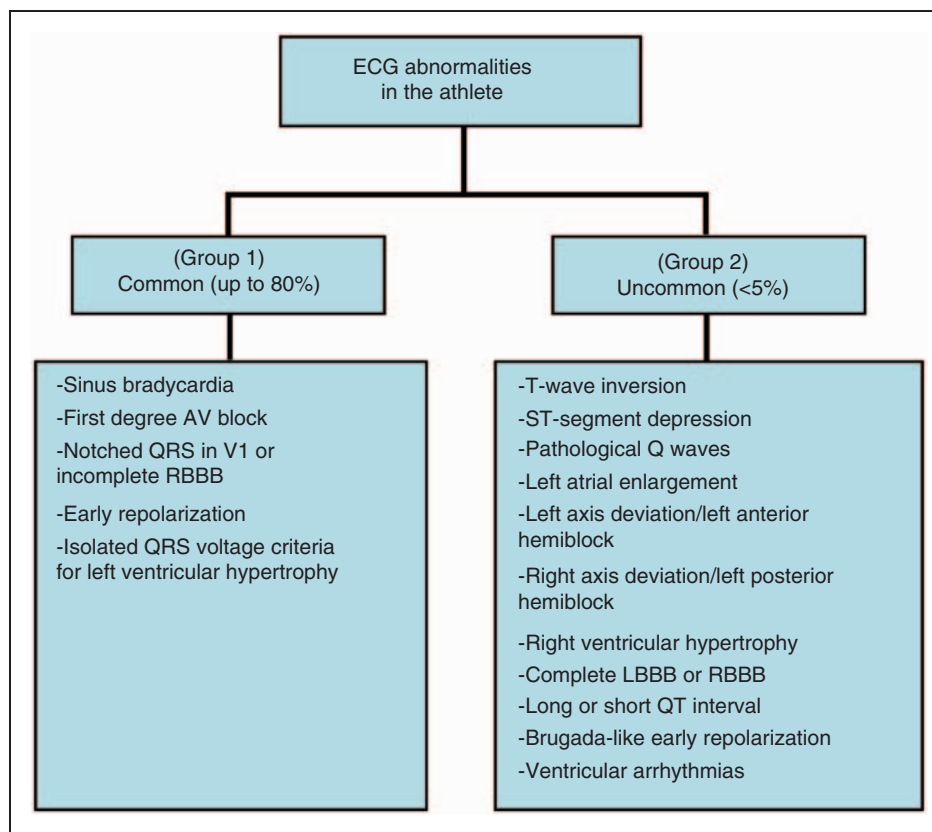 ECG abnormalities
in the athlete
(Group 1)
Common (up to 80%)
(Group 2)
Uncommon (<5%)
-Sinus bradycardia
-First degree AV block
-Notched QRS in V1 or
incomplete RBBB
-Early repolarization
-Isolated QRS voltage criteria
for left ventricular hypertrophy
-T-wave inversion
-ST-segment depression
-Pathological Q waves
-Left atrial enlargement
-Left axis deviation/left anterior
hemiblock
-Right axis deviation/left posterior
hemiblock
-Right ventricular hypertrophy
-Complete LBBB or RBBB
-Long or short QT interval
-Brugada-like early repolarization
-Ventricular arrhythmias